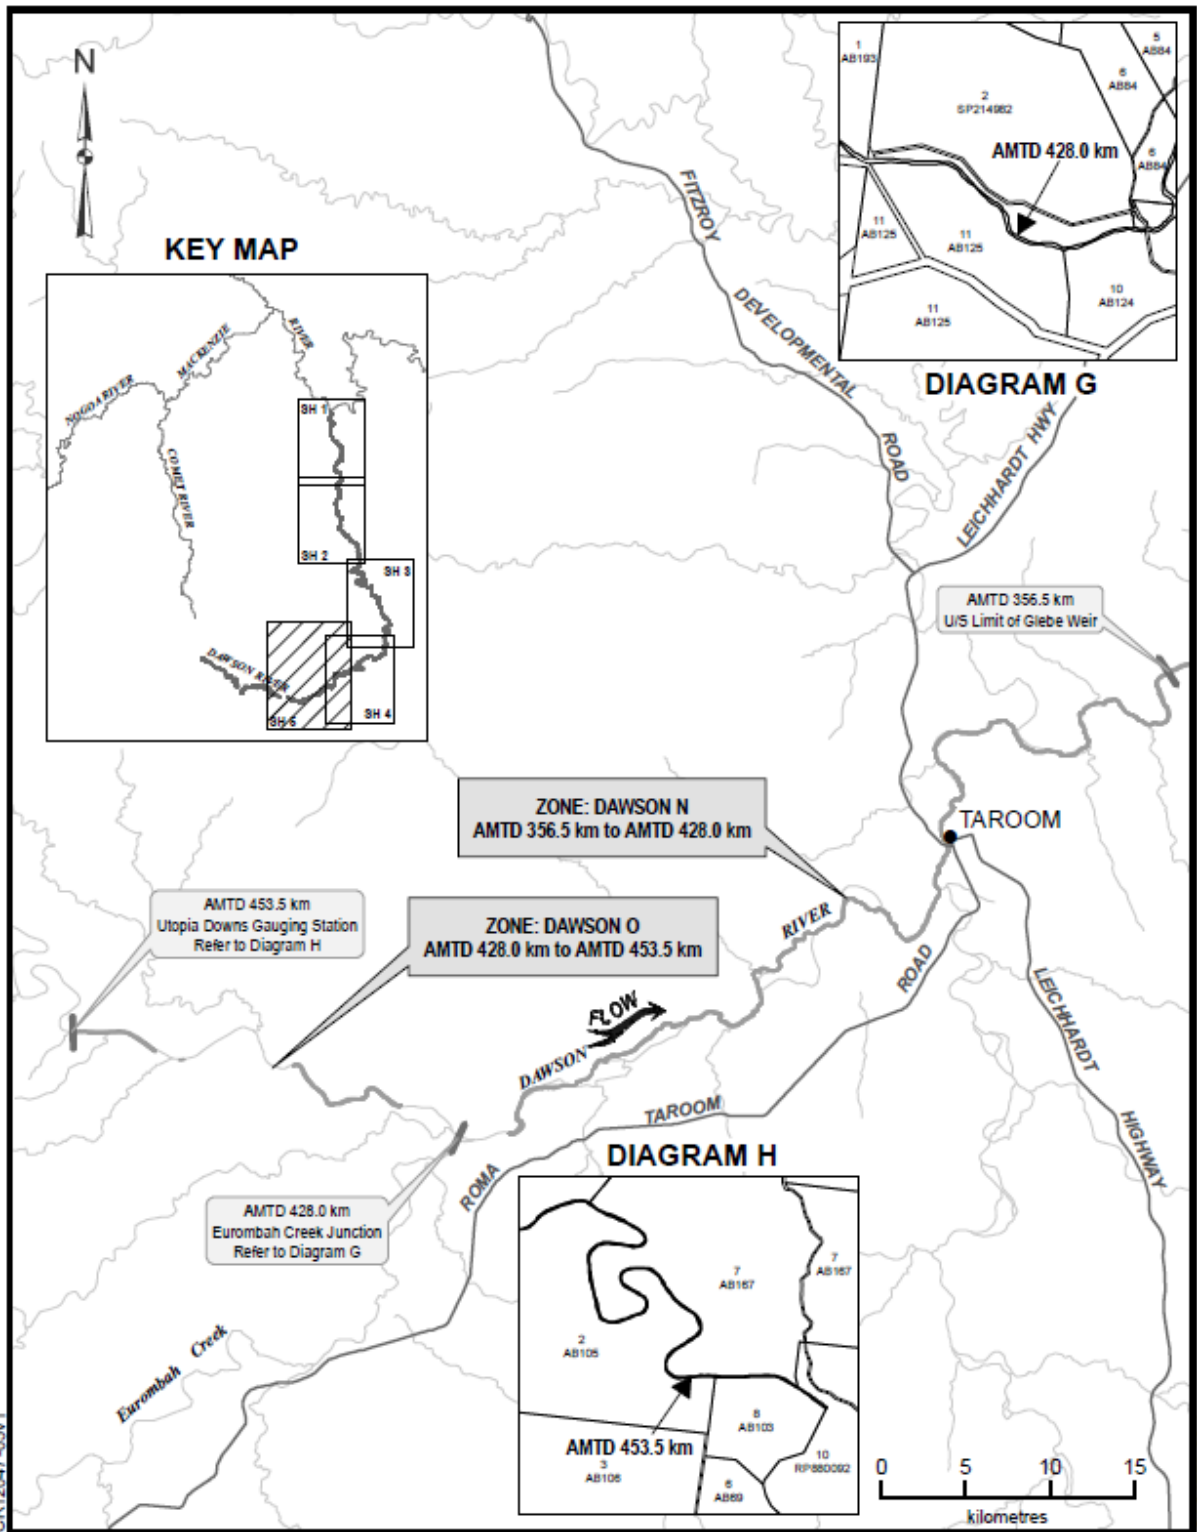 N
KEY MAP
NOGOA RIVER
MACKENZIE
RIVER
COMET RIVER
DAWSON RIVER
SH 1
SH 2
SH 3
SH 4
SH 5
1
AB193
2
SP214982
5
AB84
6
AB84
6
AB84
AMTD 428.0 km
11
AB125
11
AB125
11
AB125
10
AB124
DIAGRAM G
FITZROY
DEVELOPMENTAL
ROAD
LEICHHARDT HWY
AMTD 356.5 km
U/S Limit of Glebe Weir
ZONE: DAWSON N
AMTD 356.5 km to AMTD 428.0 km
TAROOM
AMTD 453.5 km
Utopia Downs Gauging Station
Refer to Diagram H
ZONE: DAWSON O
AMTD 428.0 km to AMTD 453.5 km
RIVER
ROAD
FLOW
DAWSON
LEICHHARDT
HIGHWAY
TAROOM
ROMA
AMTD 428.0 km
Eurombah Creek Junction
Refer to Diagram G
Eurombah Creek
DIAGRAM H
7
AB167
7
AB167
2
AB105
8
AB103
AMTD 453.5 km
3
AB106
6
AB69
10
RP880092
0 5 10 15
kilometres